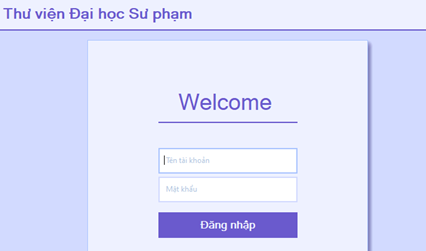 Thư viện Đại học Sư phạm
Welcome
Tên tài khoản
Mật khẩu
Đăng nhập